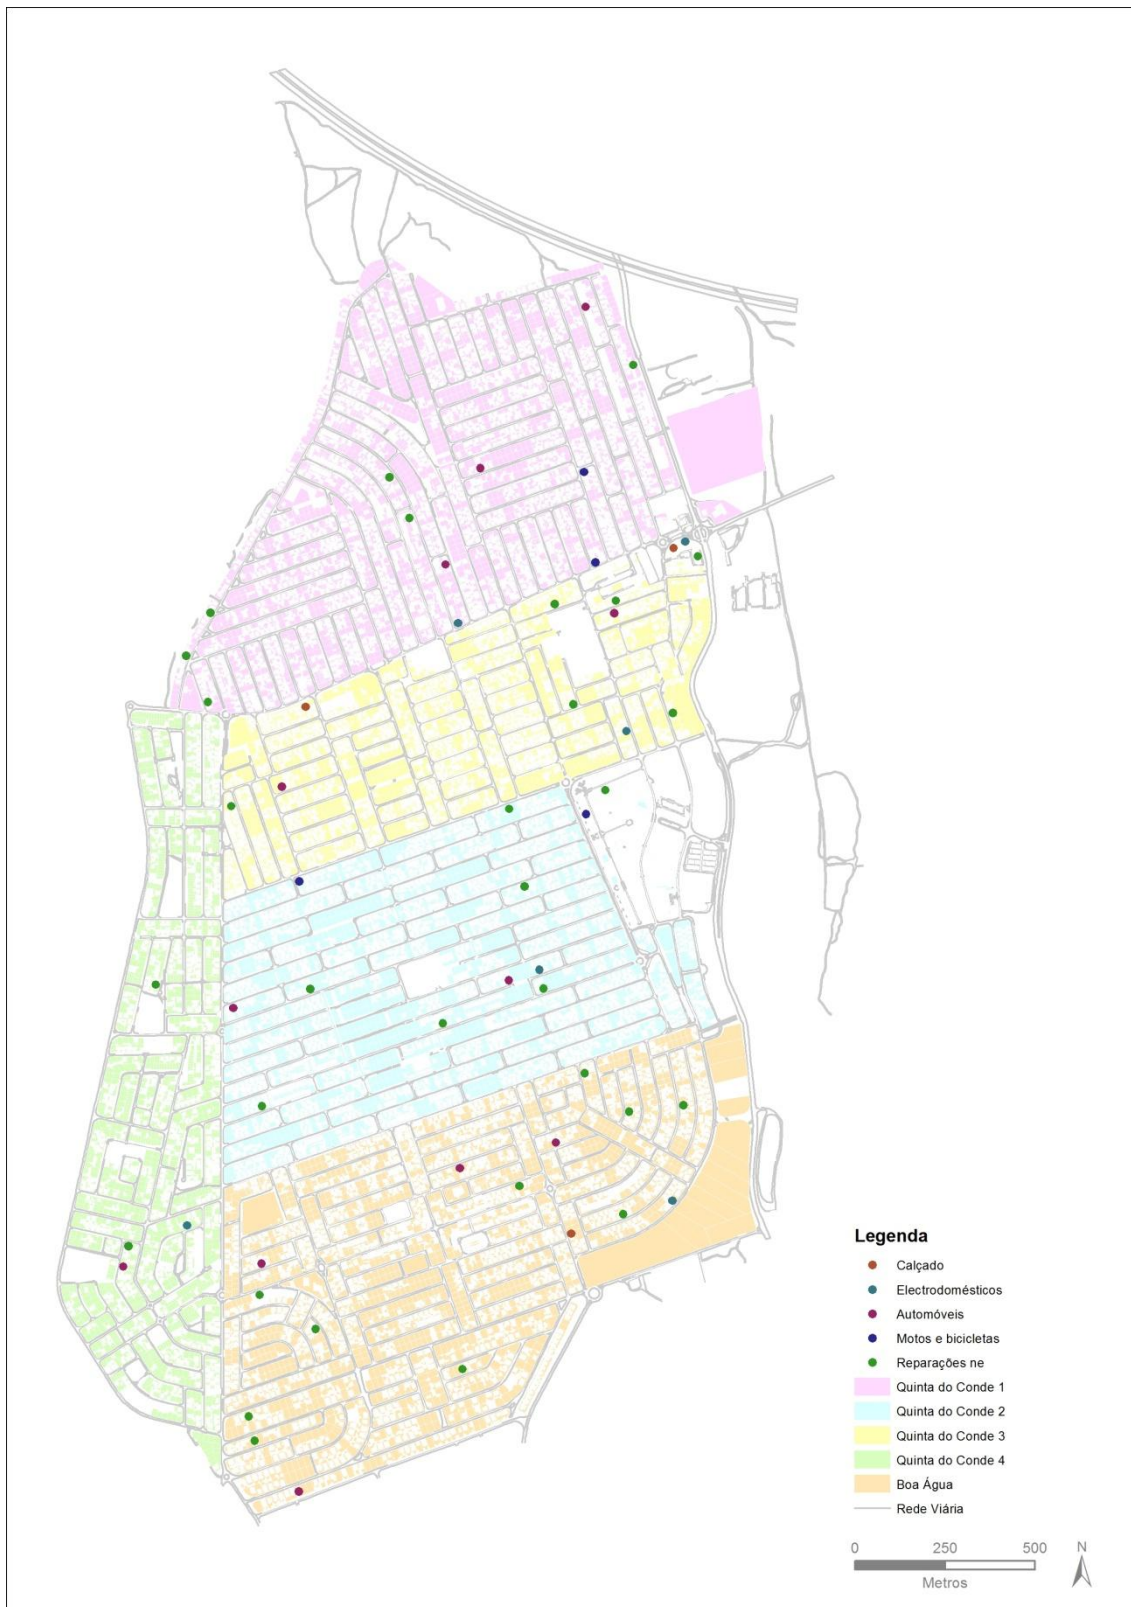 Legenda
Calçado
Electrodomésticos
Automóveis
Motos e bicicletas
Reparações ne
Quinta do Conde 1
Quinta do Conde 2
Quinta do Conde 3
Quinta do Conde 4
Boa Água
Rede Viária
0 250 500 N
Metros